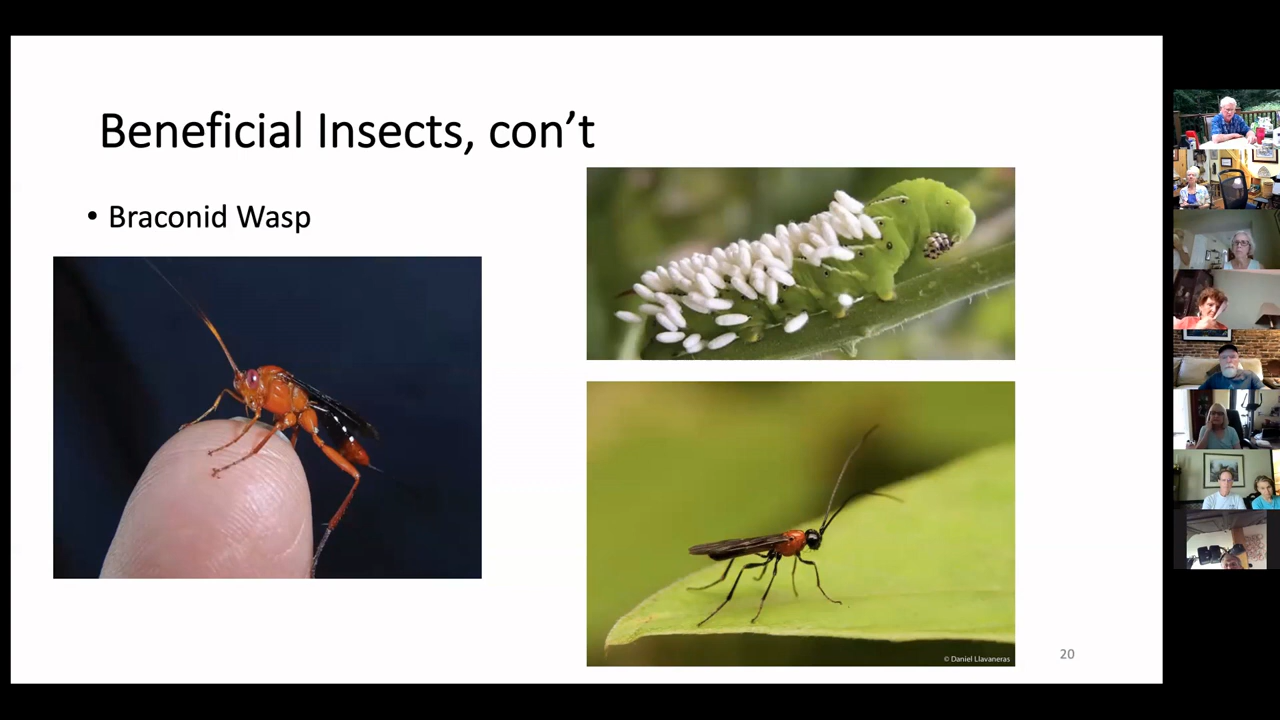 Beneficial Insects, con’t
• Braconid Wasp
© Daniel Llavaneras
20